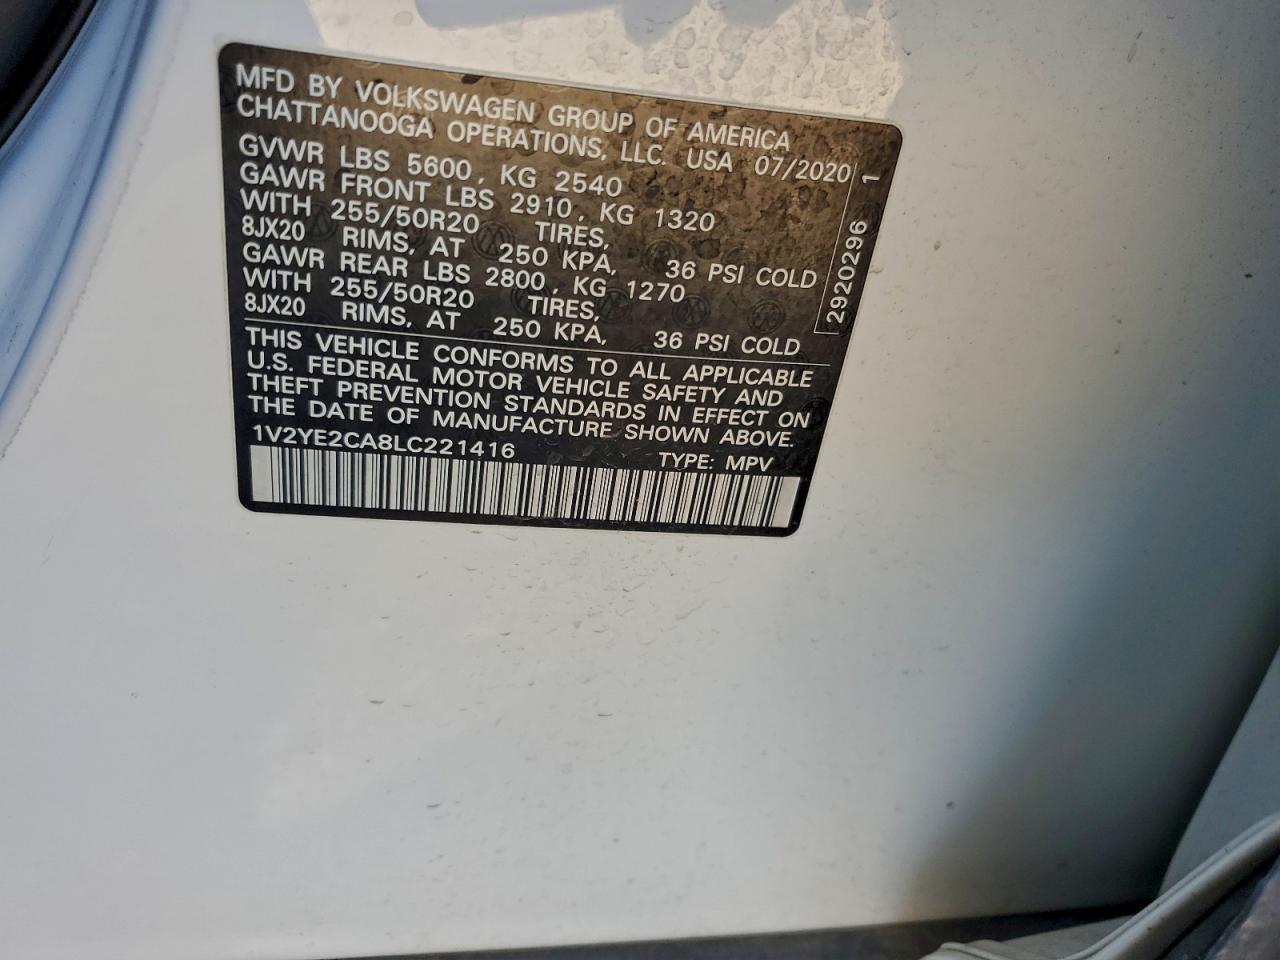 MFD BY VOLKSWAGEN GROUP OF AMERICA
CHATTANOOGA OPERATIONS, LLC. USA 07/2020
GVWR LBS 5600, KG 2540
GAWR FRONT LBS 2910, KG 1320
WITH 255/50R20 TIRES,
8JX20 RIMS, AT 250 KPA, 36 PSI COLD
GAWR REAR LBS 2800, KG 1270
WITH 255/50R20 TIRES,
8JX20 RIMS, AT 250 KPA, 36 PSI COLD
2920296 1
THIS VEHICLE CONFORMS TO ALL APPLICABLE
U.S. FEDERAL MOTOR VEHICLE SAFETY AND
THEFT PREVENTION STANDARDS IN EFFECT ON
THE DATE OF MANUFACTURE SHOWN ABOVE.
1V2YE2CA8LC221416 TYPE: MPV